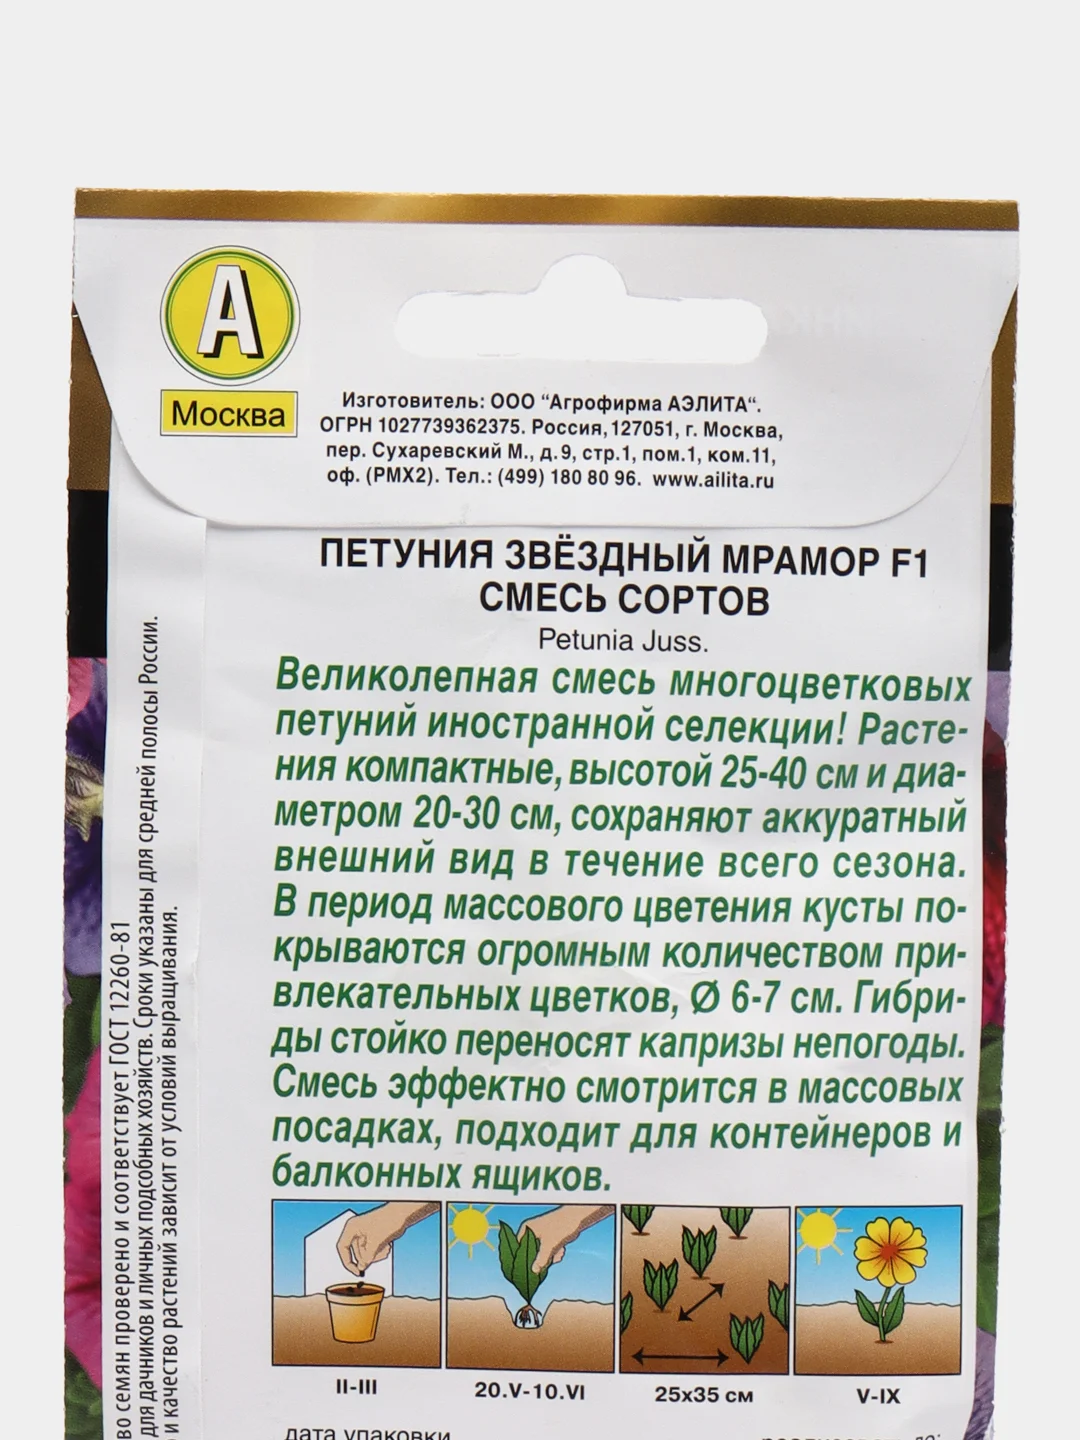 А
Москва
Изготовитель: ООО “Агрофирма АЭЛИТА“.
ОГРН 1027739362375. Россия, 127051, г. Москва,
пер. Сухаревский М., д. 9, стр.1, пом.1, ком.11,
оф. (РМХ2). Тел.: (499) 180 80 96. www.ailita.ru
ПЕТУНИЯ ЗВЁЗДНЫЙ МРАМОР F1
СМЕСЬ СОРТОВ
Petunia Juss.
Великолепная смесь многоцветковых
петуний иностранной селекции! Расте-
ния компактные, высотой 25-40 см и диа-
метром 20-30 см, сохраняют аккуратный
внешний вид в течение всего сезона.
В период массового цветения кусты по-
крываются огромным количеством при-
влекательных цветков, Ø 6-7 см. Гибри-
ды стойко переносят капризы непогоды.
Смесь эффектно смотрится в массовых
посадках, подходит для контейнеров и
балконных ящиков.
II-III
20.V-10.VI
25x35 см
V-IX
дата упаковки
во семян проверено и соответствует ГОСТ 12260-81
для дачников и личных подсобных хозяйств. Сроки указаны для средней полосы России.
и качество растений зависит от условий выращивания.